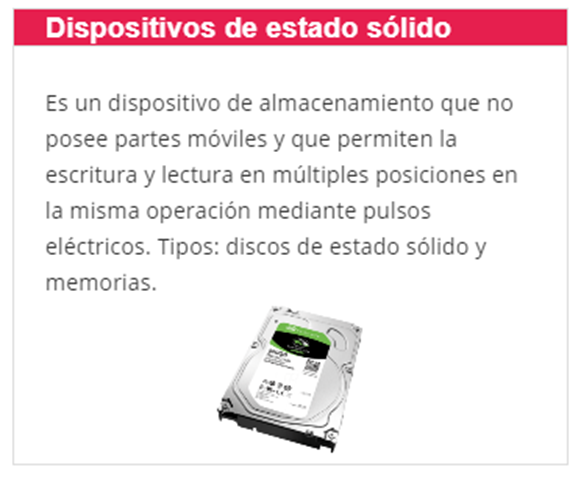 Dispositivos de estado sólido
Es un dispositivo de almacenamiento que no
posee partes móviles y que permiten la
escritura y lectura en múltiples posiciones en
la misma operación mediante pulsos
eléctricos. Tipos: discos de estado sólido y
memorias.